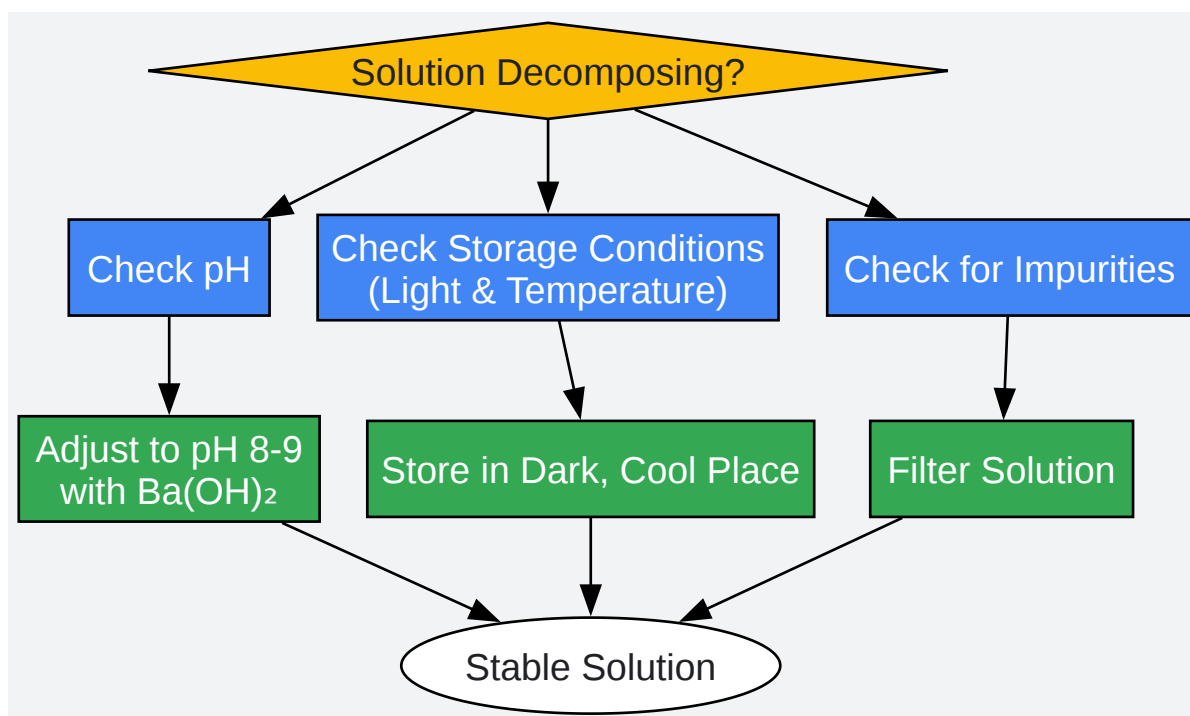 Solution Decomposing?
Check pH
Check Storage Conditions
(Light & Temperature)
Check for Impurities
Adjust to pH 8-9
with Ba(OH)₂
Store in Dark, Cool Place
Filter Solution
Stable Solution